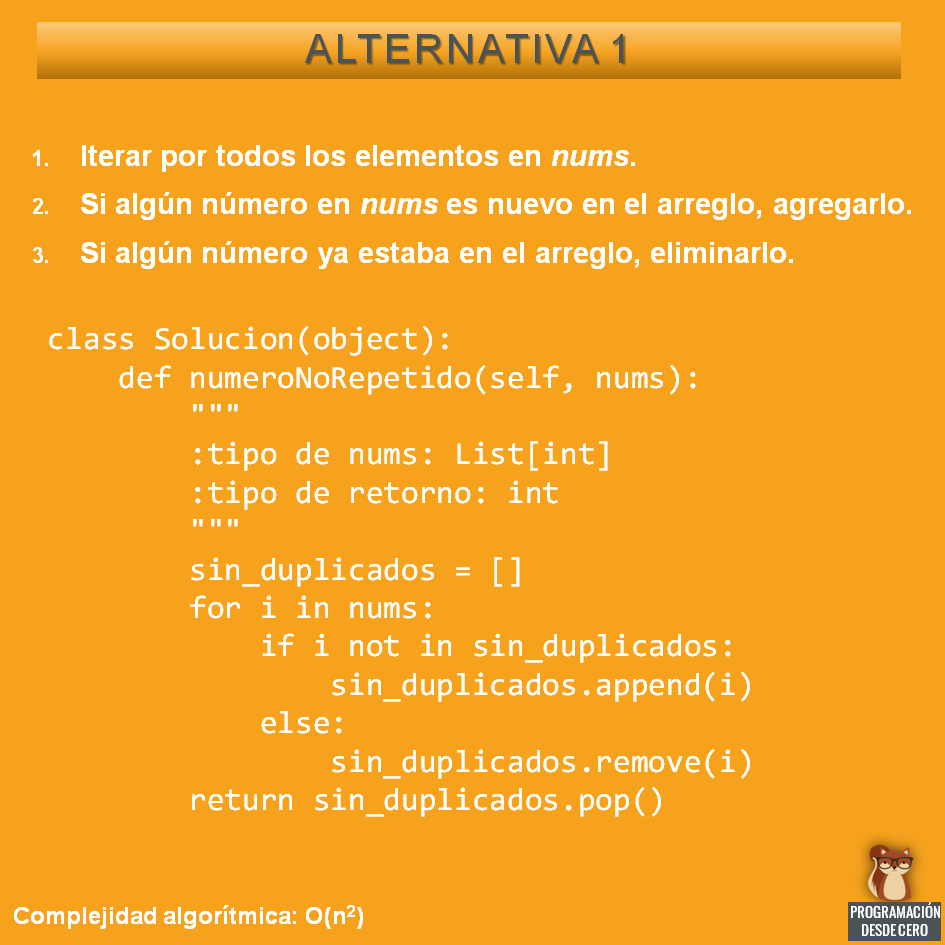 ALTERNATIVA 1
1. Iterar por todos los elementos en nums.
2. Si algún número en nums es nuevo en el arreglo, agregarlo.
3. Si algún número ya estaba en el arreglo, eliminarlo.
class Solucion(object):
    def numeroNoRepetido(self, nums):
        """
        :tipo de nums: List[int]
        :tipo de retorno: int
        """
        sin_duplicados = []
        for i in nums:
            if i not in sin_duplicados:
                sin_duplicados.append(i)
            else:
                sin_duplicados.remove(i)
        return sin_duplicados.pop()
Complejidad algorítmica: O(n²)
PROGRAMACIÓN
DESDE CERO